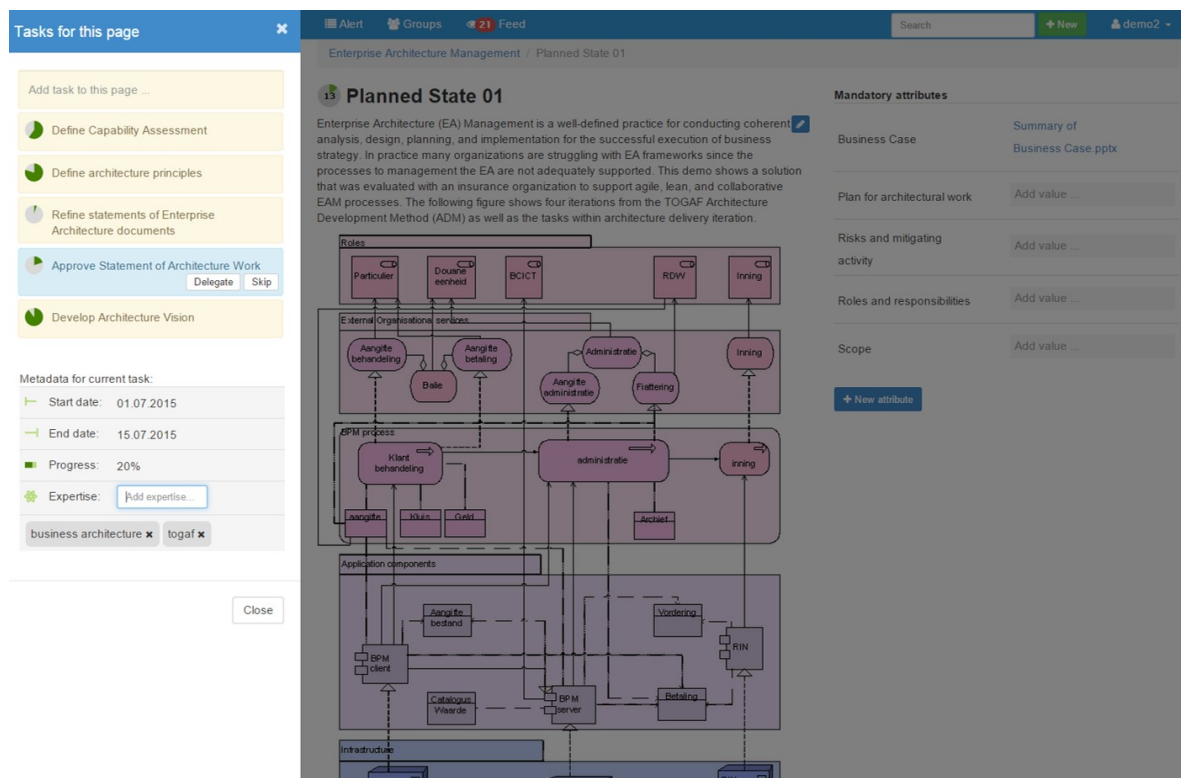 Tasks for this page ✖
Add task to this page ...
Define Capability Assessment
Define architecture principles
Refine statements of Enterprise
Architecture documents
Approve Statement of Architecture Work
Delegate Skip
Develop Architecture Vision
Metadata for current task:
Start date: 01.07.2015
End date: 15.07.2015
Progress: 20%
Expertise: Add expertise...
business architecture ✖ togaf ✖
Close
Alert Groups 21 Feed Search + New demo2
Enterprise Architecture Management / Planned State 01
13 Planned State 01
Enterprise Architecture (EA) Management is a well-defined practice for conducting coherent
analysis, design, planning, and implementation for the successful execution of business
strategy. In practice many organizations are struggling with EA frameworks since the
processes to management the EA are not adequately supported. This demo shows a solution
that was evaluated with an insurance organization to support agile, lean, and collaborative
EAM processes. The following figure shows four iterations from the TOGAF Architecture
Development Method (ADM) as well as the tasks within architecture delivery iteration.
Roles
Particulier
Douane
eenheid
BCICT
RDW
Inning
External Organisational services
Aangifte
behandeling
Aangifte
betaling
Administratie
Inning
Balie
Aangifte
administratie
Fiattering
BPM process
Klant
behandeling
administratie
inning
aangifte
Kluis
Geld
Archief
Application components
Aangifte
bestand
Vordering
RIN
BPM
client
Catalogus
Waarde
BPM
server
Betaling
Infrastructure
Mandatory attributes
Business Case
Summary of
Business Case.pptx
Plan for architectural work Add value ...
Risks and mitigating
activity
Add value ...
Roles and responsibilities Add value ...
Scope Add value ...
+ New attribute